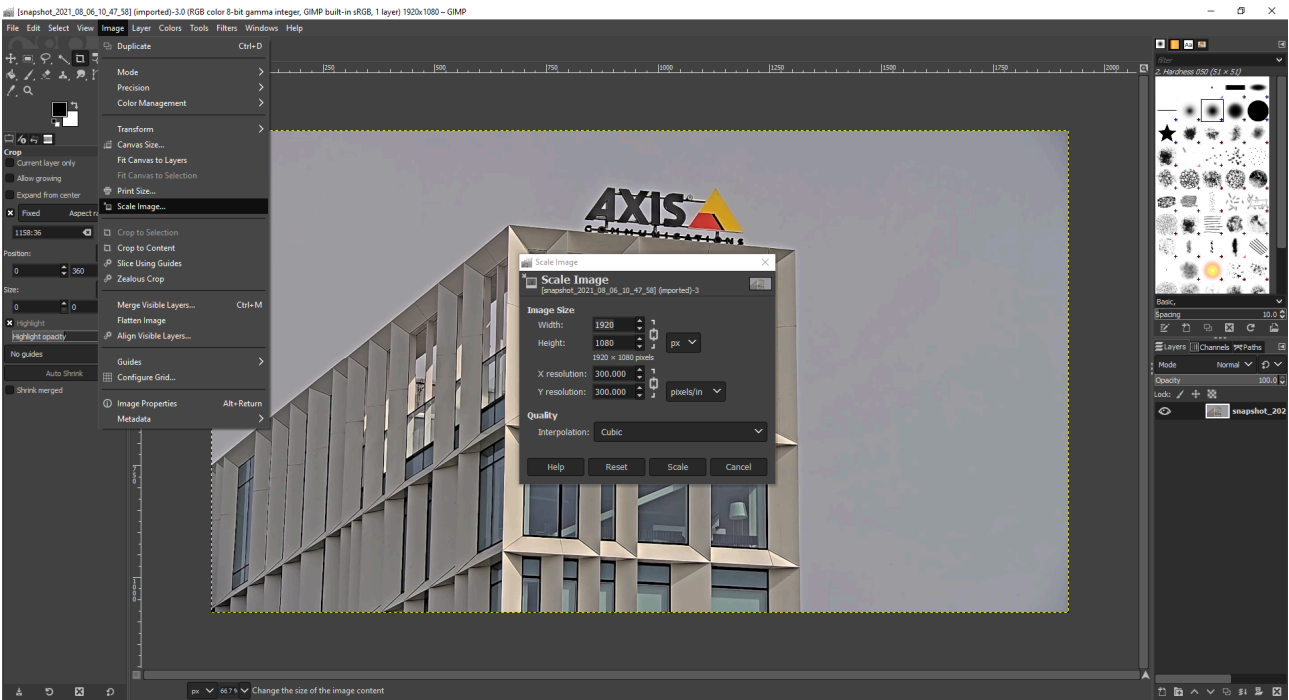 [snapshot_2021_08_06_10_47_58] (imported)-3.0 (RGB color 8-bit gamma integer, GIMP built-in sRGB, 1 layer) 1920x1080 – GIMP
File Edit Select View Image Layer Colors Tools Filters Windows Help
Duplicate Ctrl+D
Mode
Precision
Color Management
Transform
Canvas Size...
Fit Canvas to Layers
Fit Canvas to Selection
Print Size...
Scale Image...
Crop to Selection
Crop to Content
Slice Using Guides
Zealous Crop
Merge Visible Layers... Ctrl+M
Flatten Image
Align Visible Layers...
Guides
Configure Grid...
Image Properties Alt+Return
Metadata
Crop
Current layer only
Allow growing
Expand from center
Fixed Aspect ra
1158:36
Position:
0 360
Size:
0 0
Highlight
Highlight opacity
No guides
Auto Shrink
Shrink merged
250 500 750 1000 1250 1500 1750 2000
750
1000
AXIS
COMMUNICATIONS
Scale Image
Scale Image
[snapshot_2021_08_06_10_47_58] (imported)-3
Image Size
Width: 1920
Height: 1080 px
1920 × 1080 pixels
X resolution: 300.000
Y resolution: 300.000 pixels/in
Quality
Interpolation: Cubic
Help Reset Scale Cancel
Aa
filter
2. Hardness 050 (51 × 51)
Basic,
Spacing 10.0
Layers Channels Paths
Mode Normal
Opacity 100.0
Lock:
snapshot_202
px 66.7 % Change the size of the image content